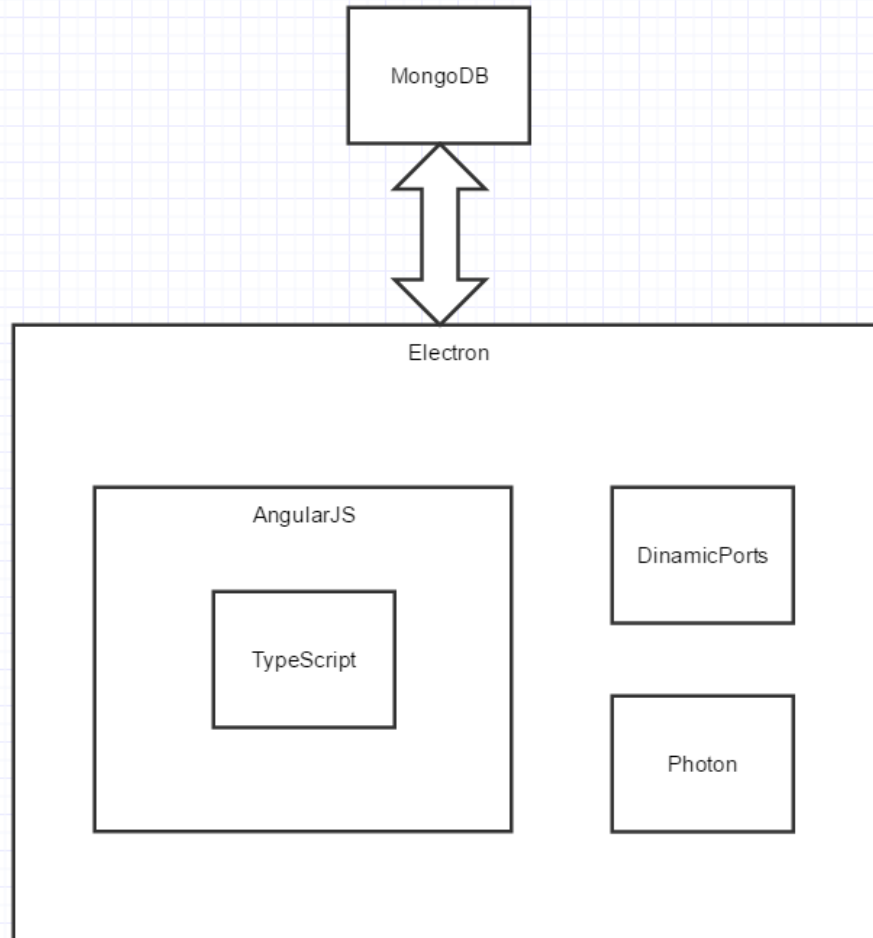 MongoDB
Electron
AngularJS
DinamicPorts
TypeScript
Photon